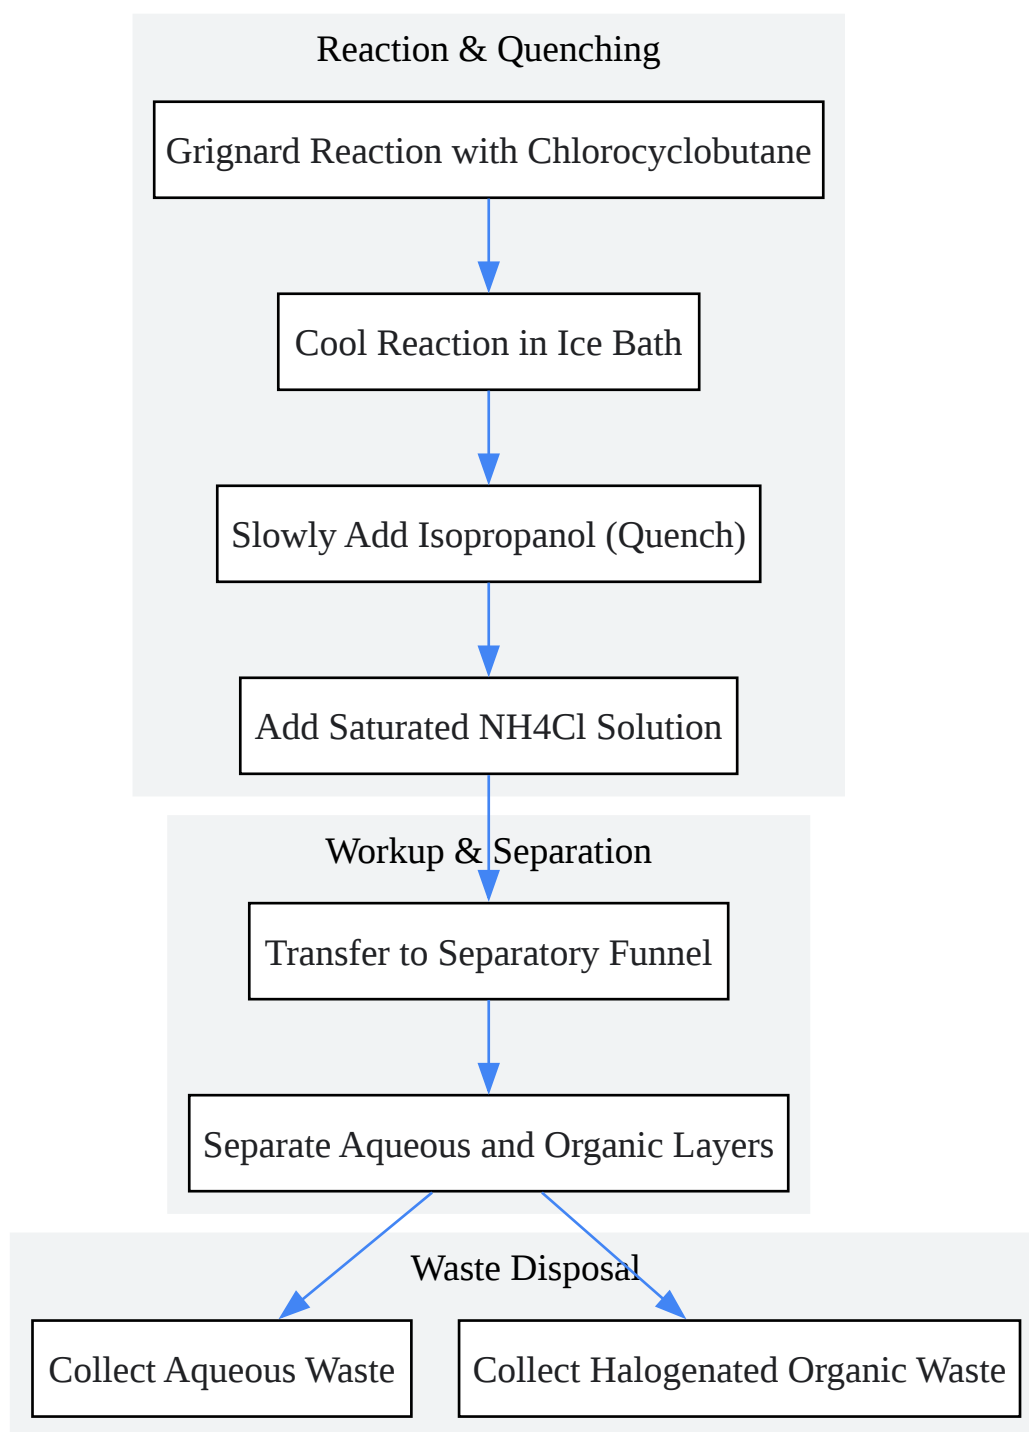 Reaction & Quenching
Grignard Reaction with Chlorocyclobutane
Cool Reaction in Ice Bath
Slowly Add Isopropanol (Quench)
Add Saturated NH4Cl Solution
Workup & Separation
Transfer to Separatory Funnel
Separate Aqueous and Organic Layers
Waste Disposal
Collect Aqueous Waste
Collect Halogenated Organic Waste